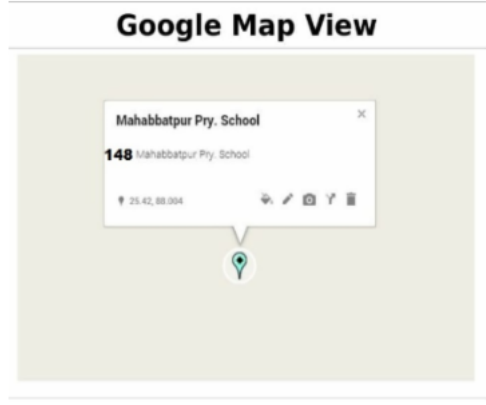 Google Map View
Mahabbatpur Pry. School
148 Mahabbatpur Pry. School
25.42, 88.004